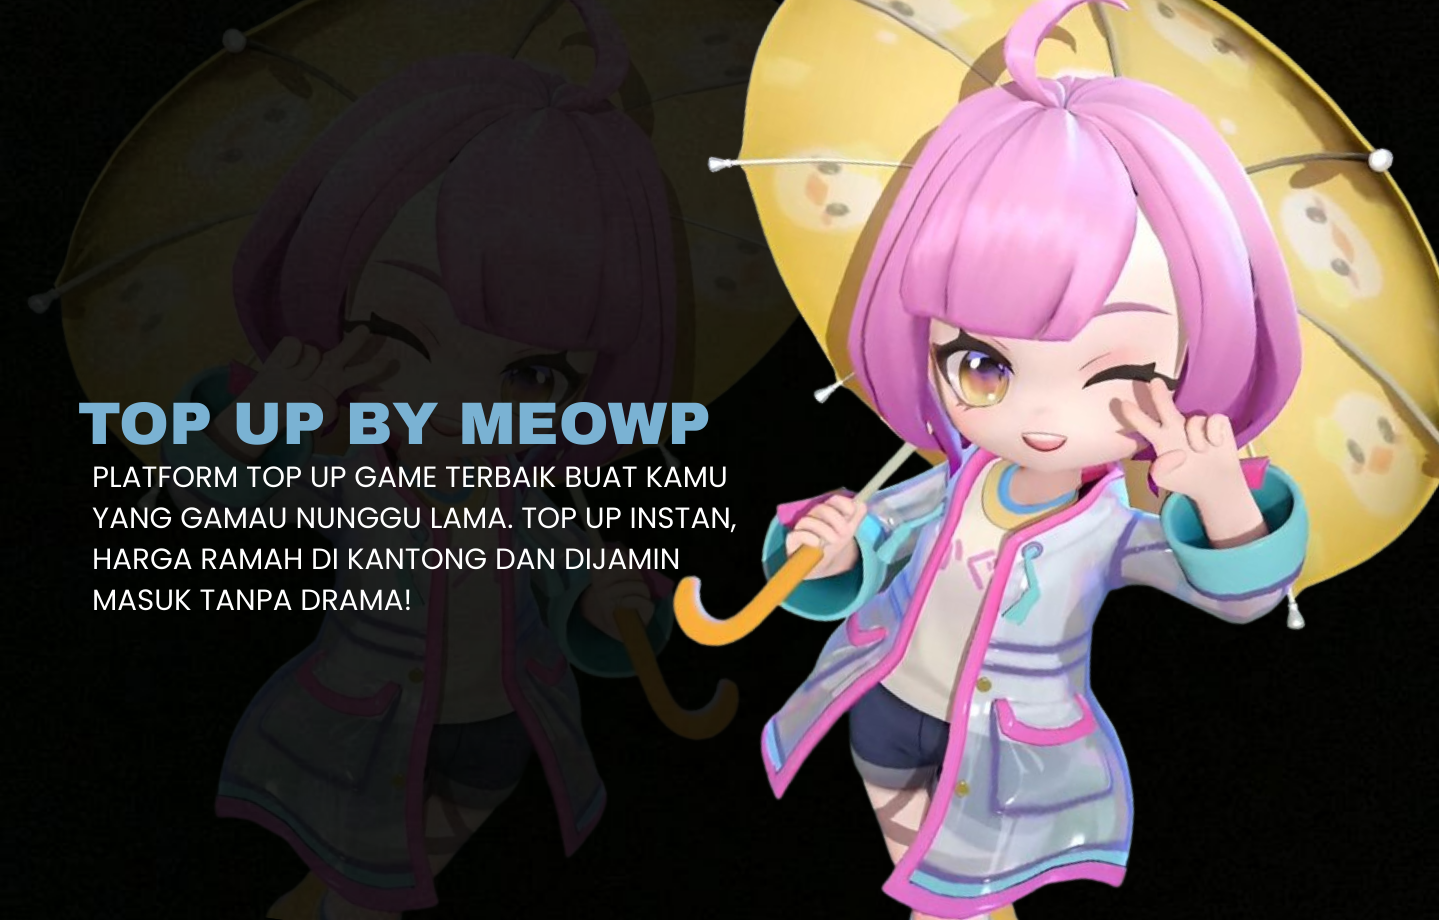 TOP UP BY MEOWP
PLATFORM TOP UP GAME TERBAIK BUAT KAMU
YANG GAMAU NUNGGU LAMA. TOP UP INSTAN,
HARGA RAMAH DI KANTONG DAN DIJAMIN
MASUK TANPA DRAMA!